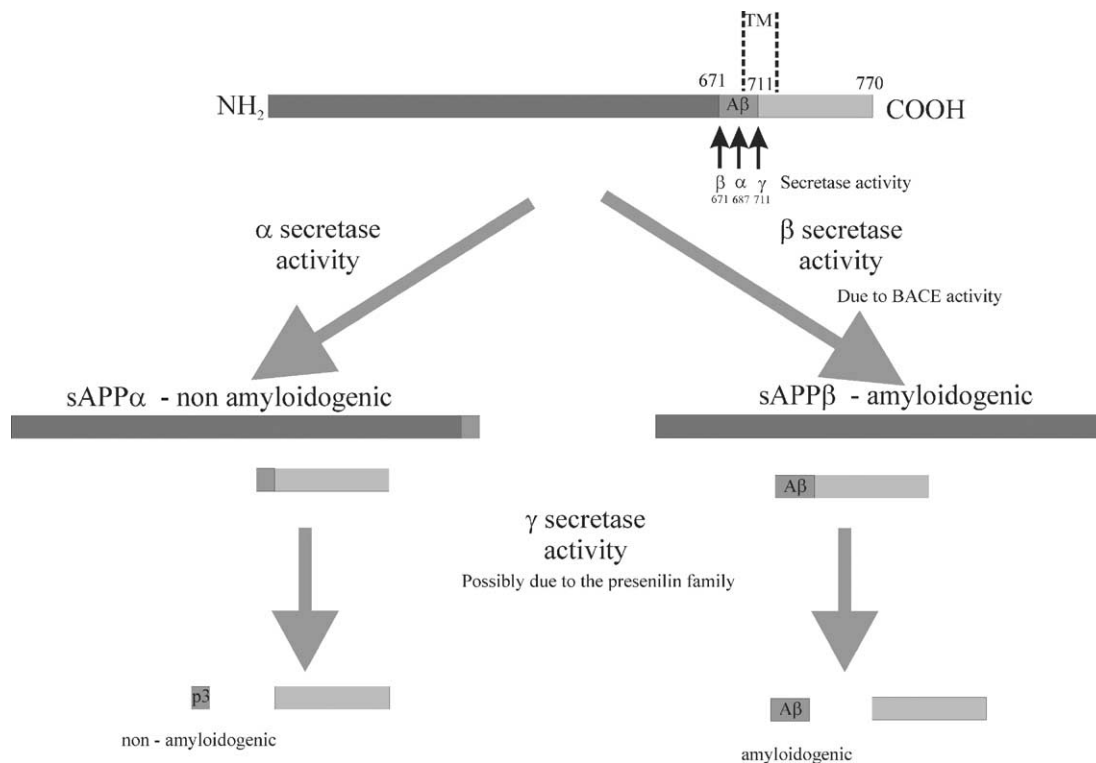 TM
671
711
770
NH₂
Aβ
COOH
β
α
γ
Secretase activity
671
687
711
α secretase
activity
β secretase
activity
Due to BACE activity
sAPPα - non amyloidogenic
sAPPβ - amyloidogenic
Aβ
γ secretase
activity
Possibly due to the presenilin family
p3
Aβ
non - amyloidogenic
amyloidogenic